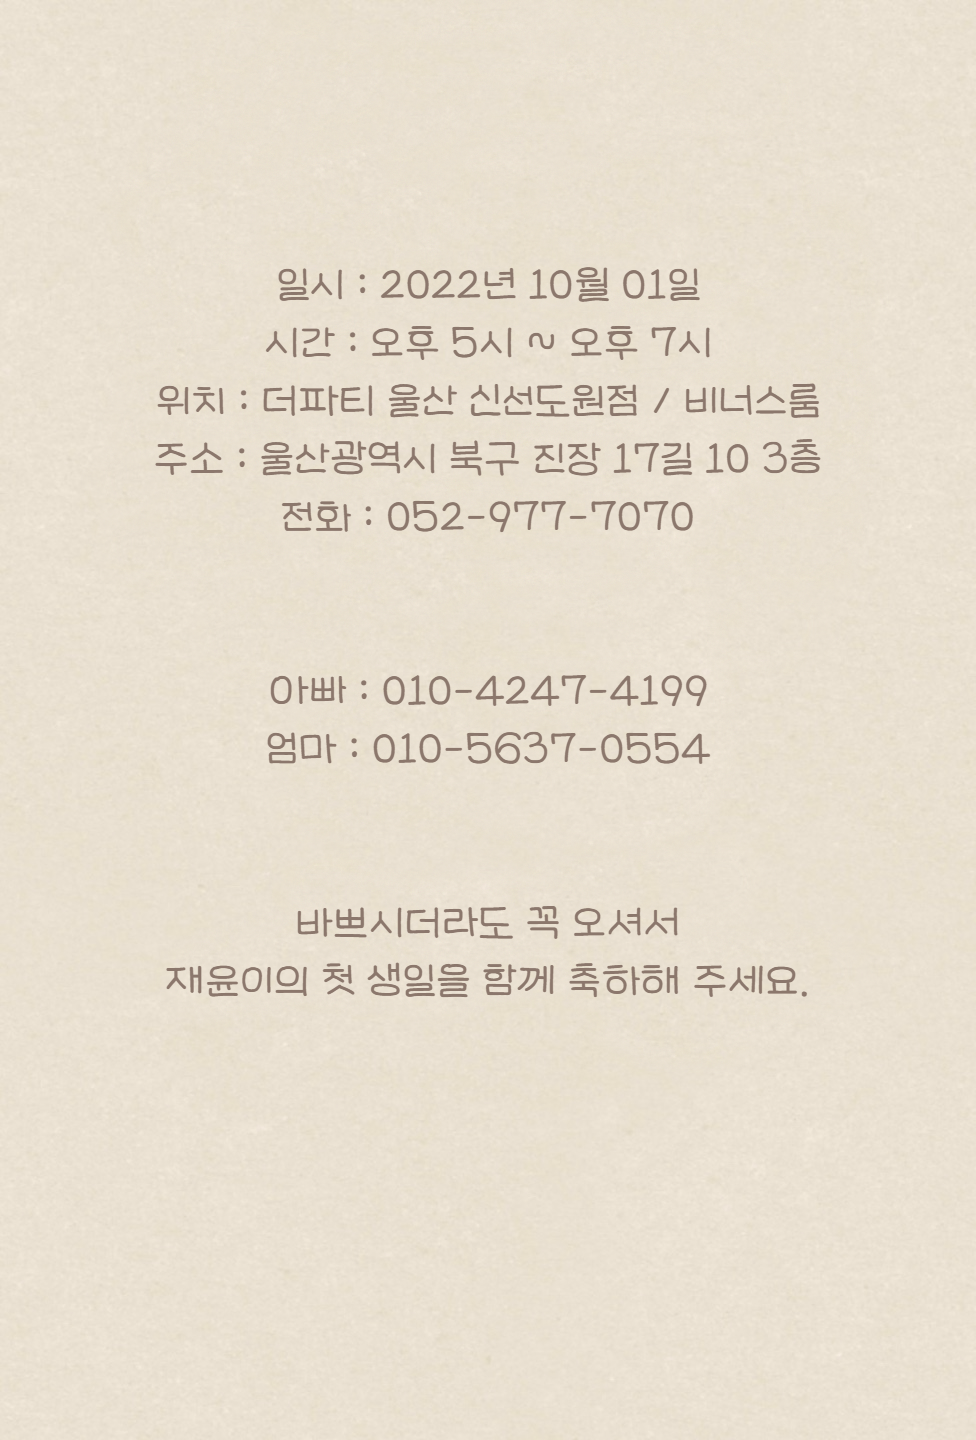 일시 : 2022년 10월 01일
시간 : 오후 5시 ~ 오후 7시
위치 : 더파티 울산 신선도원점 / 비너스룸
주소 : 울산광역시 북구 진장 17길 10 3층
전화 : 052-977-7070
아빠 : 010-4247-4199
엄마 : 010-5637-0554
바쁘시더라도 꼭 오셔서
재윤이의 첫 생일을 함께 축하해 주세요.